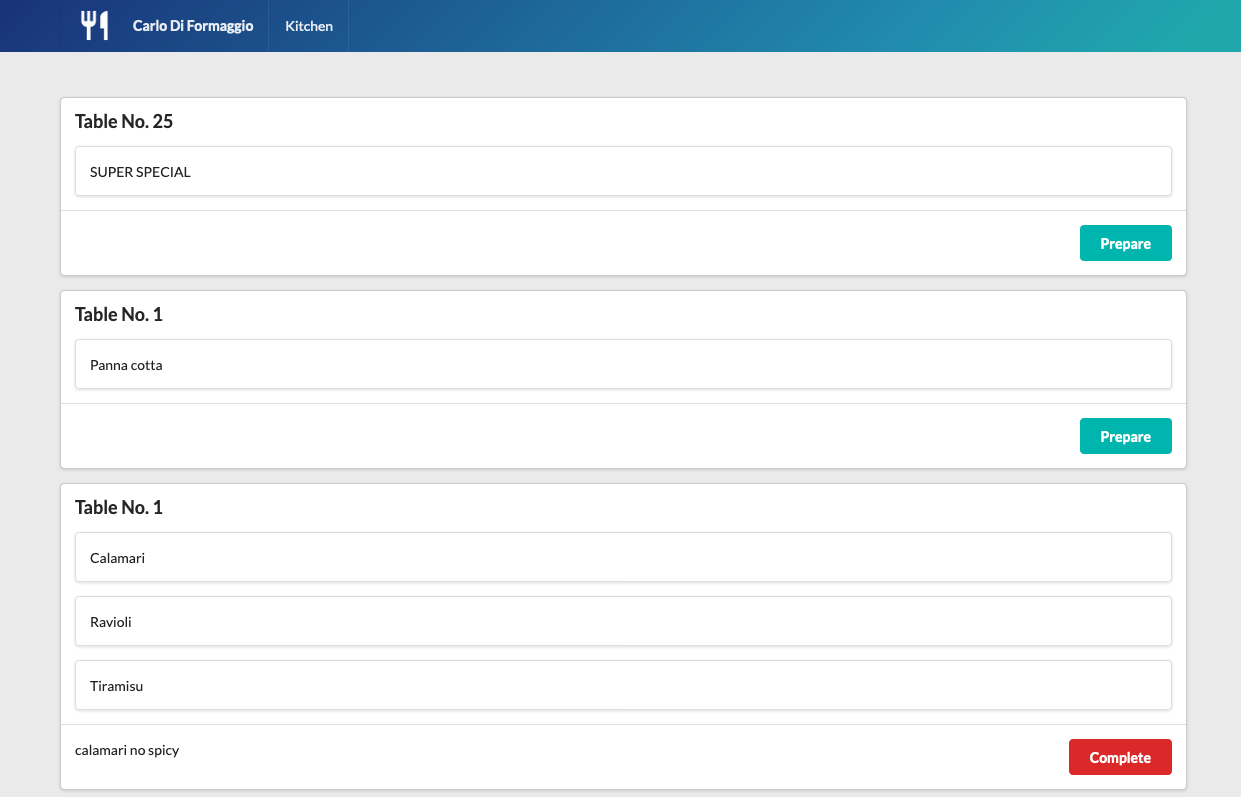 Carlo Di Formaggio Kitchen
Table No. 25
SUPER SPECIAL
Prepare
Table No. 1
Panna cotta
Prepare
Table No. 1
Calamari
Ravioli
Tiramisu
calamari no spicy
Complete